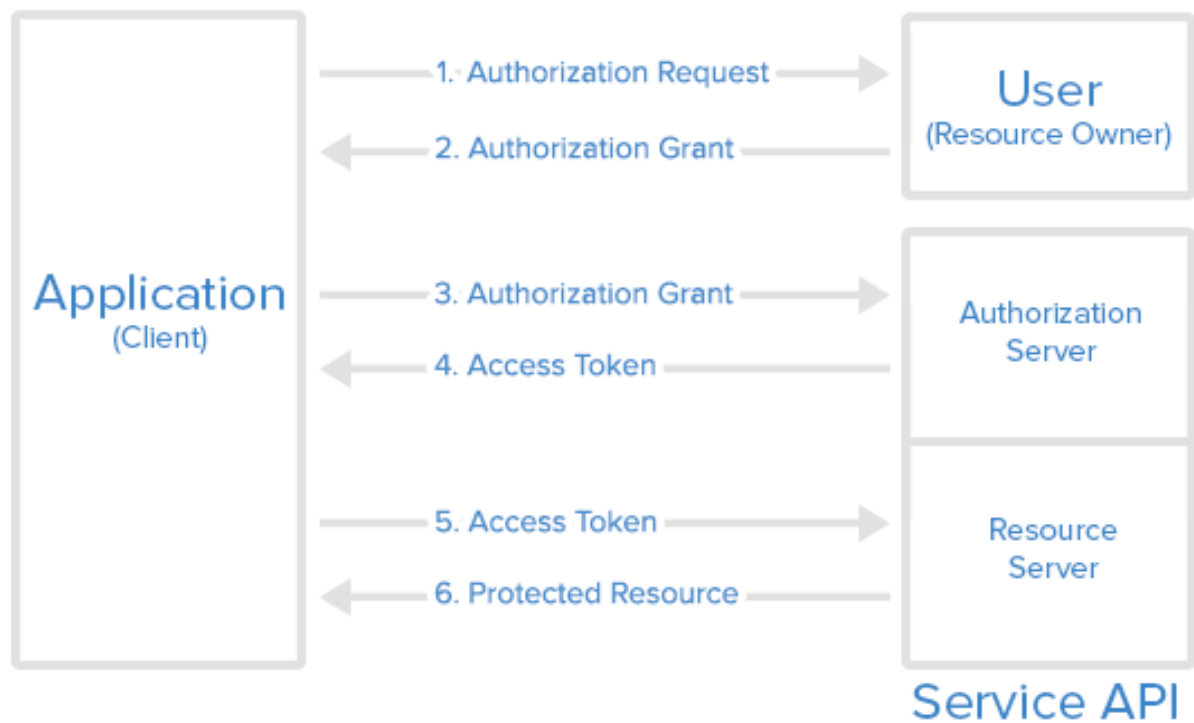 1. Authorization Request
User
(Resource Owner)
2. Authorization Grant
Application
(Client)
3. Authorization Grant
Authorization
Server
4. Access Token
5. Access Token
Resource
Server
6. Protected Resource
Service API